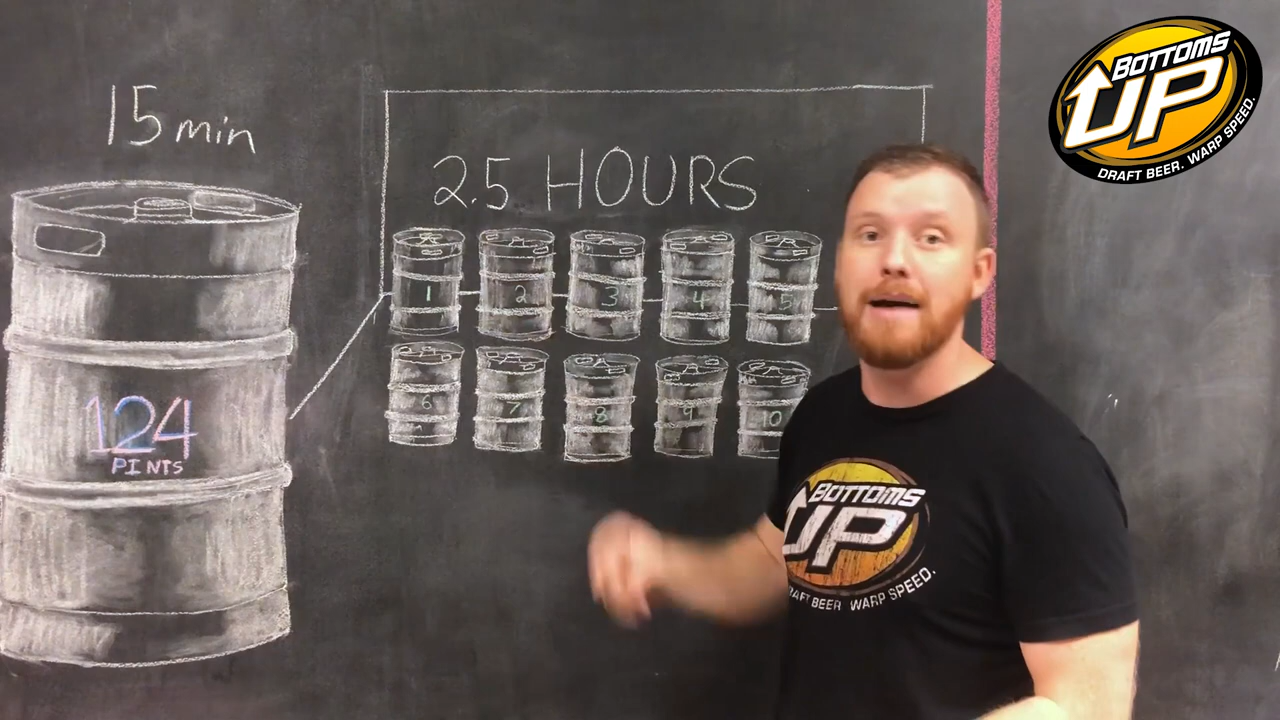 15 min
124
PINTS
2.5 HOURS
1 2 3 4 5
6 7 8 9 10
BOTTOMS
UP
DRAFT BEER. WARP SPEED.
BOTTOMS
UP
DRAFT BEER WARP SPEED.